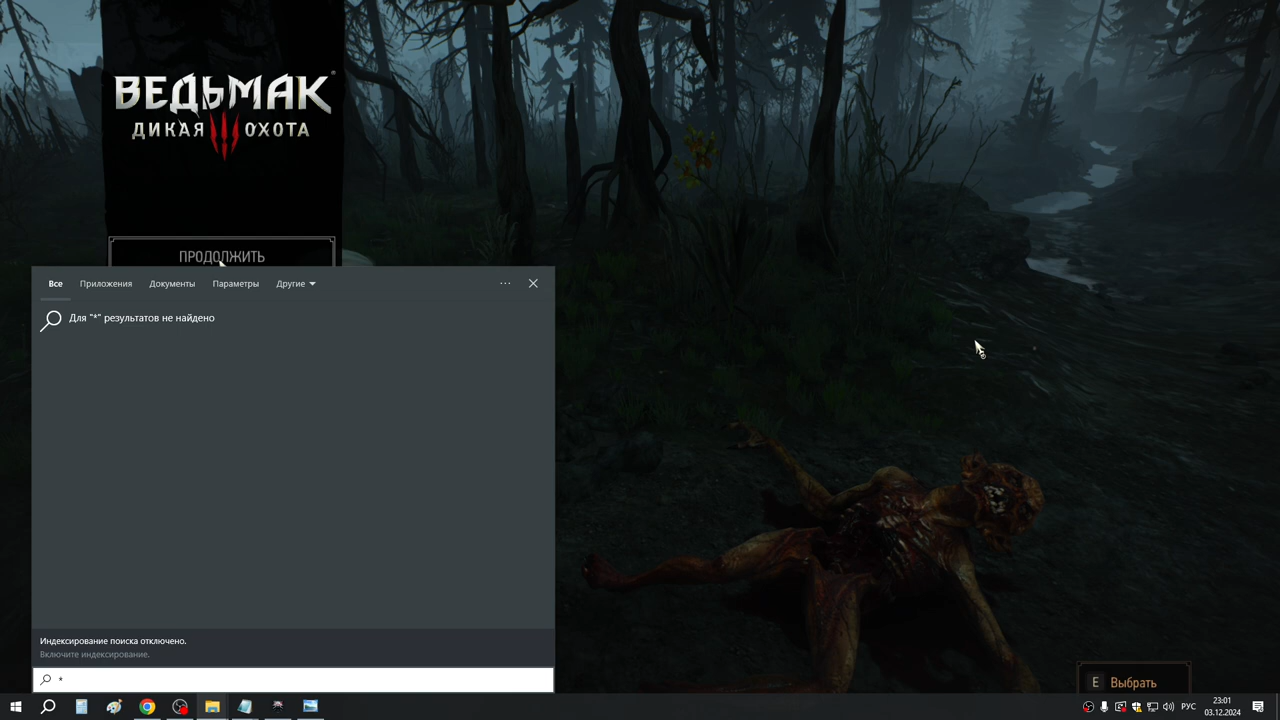 ВЕДЬМАК
ДИКАЯ III ОХОТА
ПРОДОЛЖИТЬ
Все Приложения Документы Параметры Другие
Для "*" результатов не найдено
Индексирование поиска отключено.
Включите индексирование.
*
E Выбрать
РУС
23:01
03.12.2024